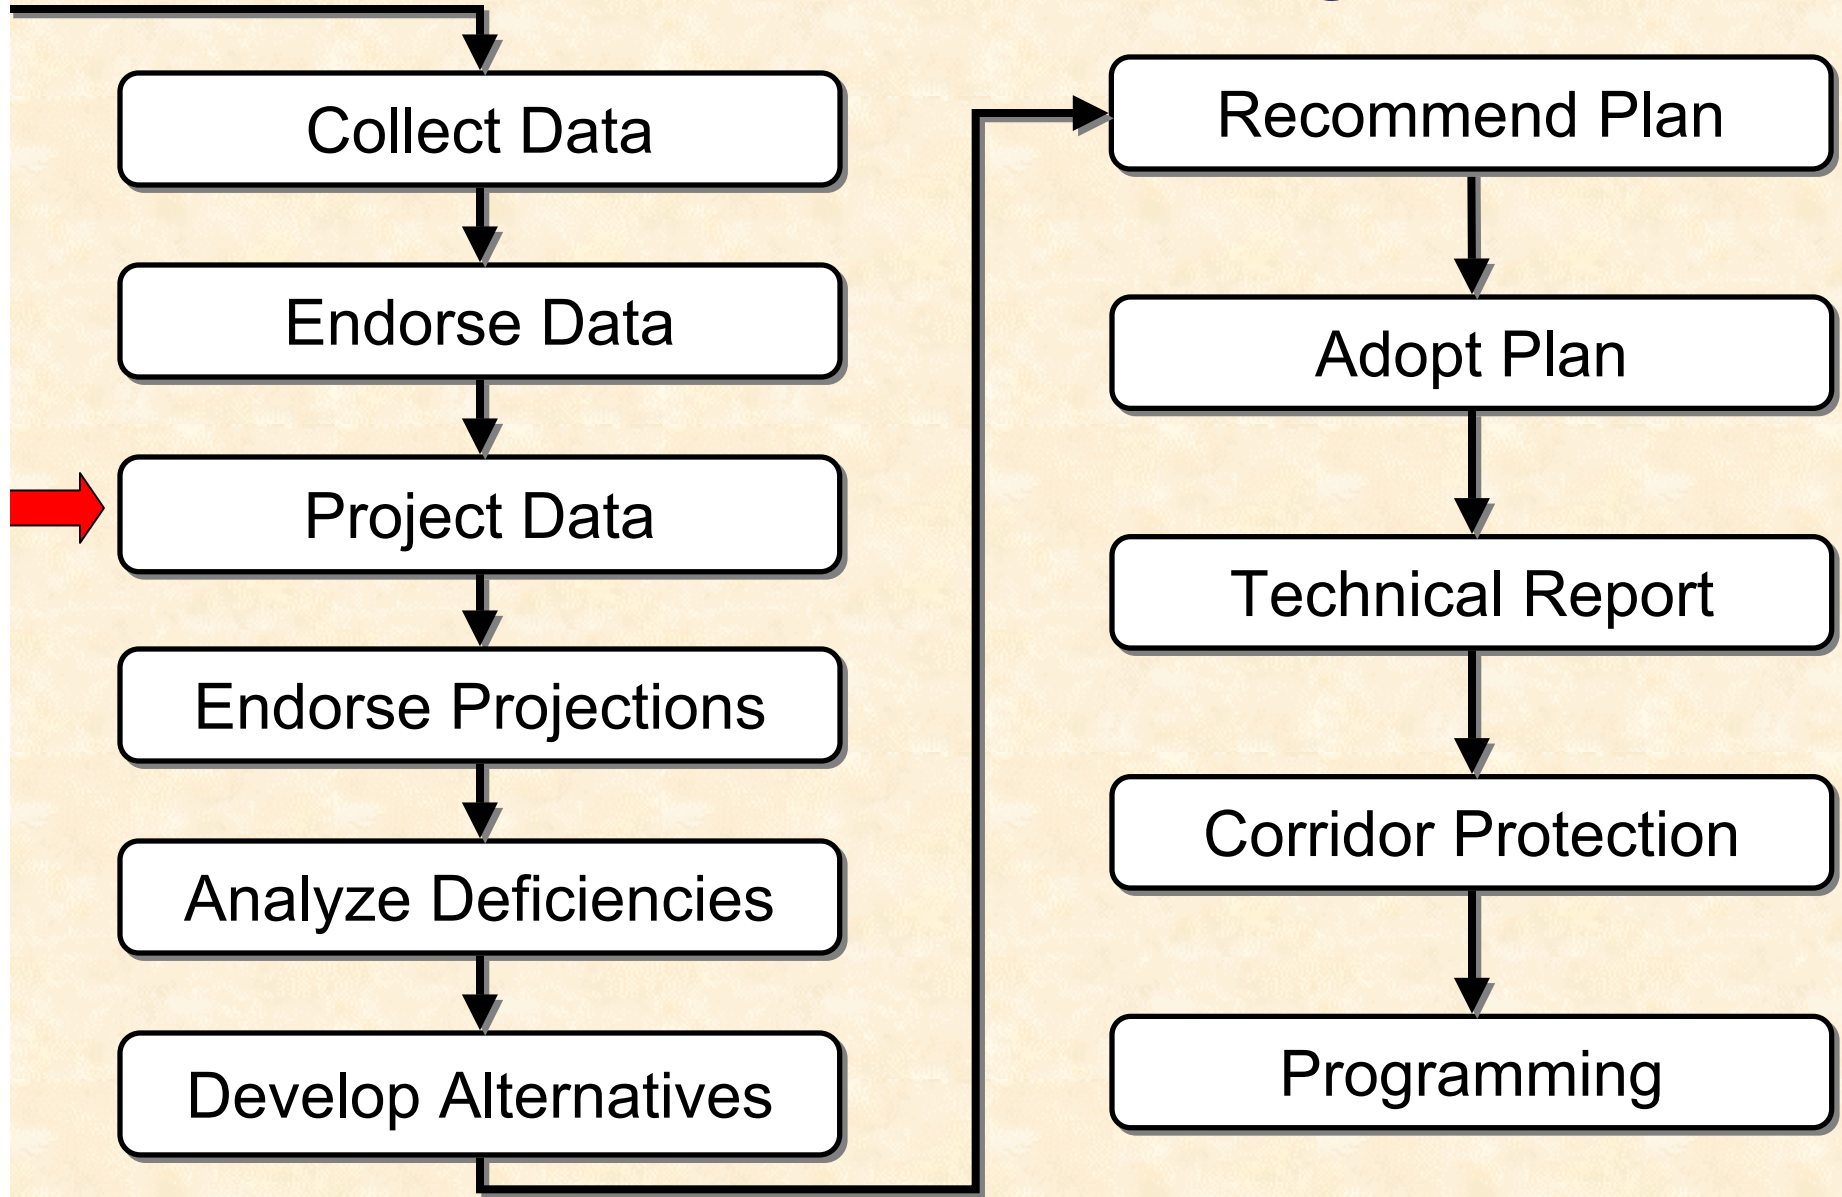 Collect Data
Endorse Data
Project Data
Endorse Projections
Analyze Deficiencies
Develop Alternatives
Recommend Plan
Adopt Plan
Technical Report
Corridor Protection
Programming